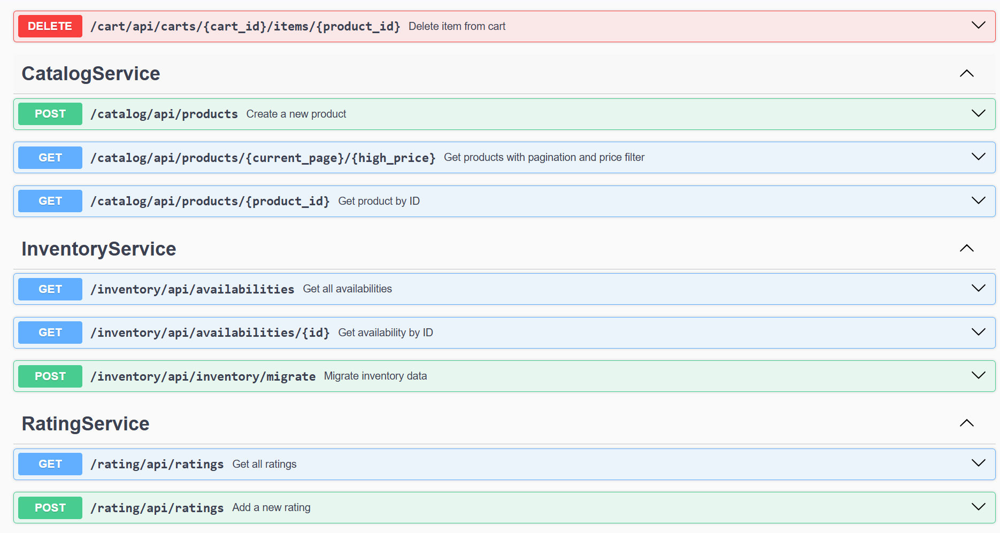 DELETE /cart/api/carts/{cart_id}/items/{product_id} Delete item from cart
CatalogService
POST /catalog/api/products Create a new product
GET /catalog/api/products/{current_page}/{high_price} Get products with pagination and price filter
GET /catalog/api/products/{product_id} Get product by ID
InventoryService
GET /inventory/api/availabilities Get all availabilities
GET /inventory/api/availabilities/{id} Get availability by ID
POST /inventory/api/inventory/migrate Migrate inventory data
RatingService
GET /rating/api/ratings Get all ratings
POST /rating/api/ratings Add a new rating